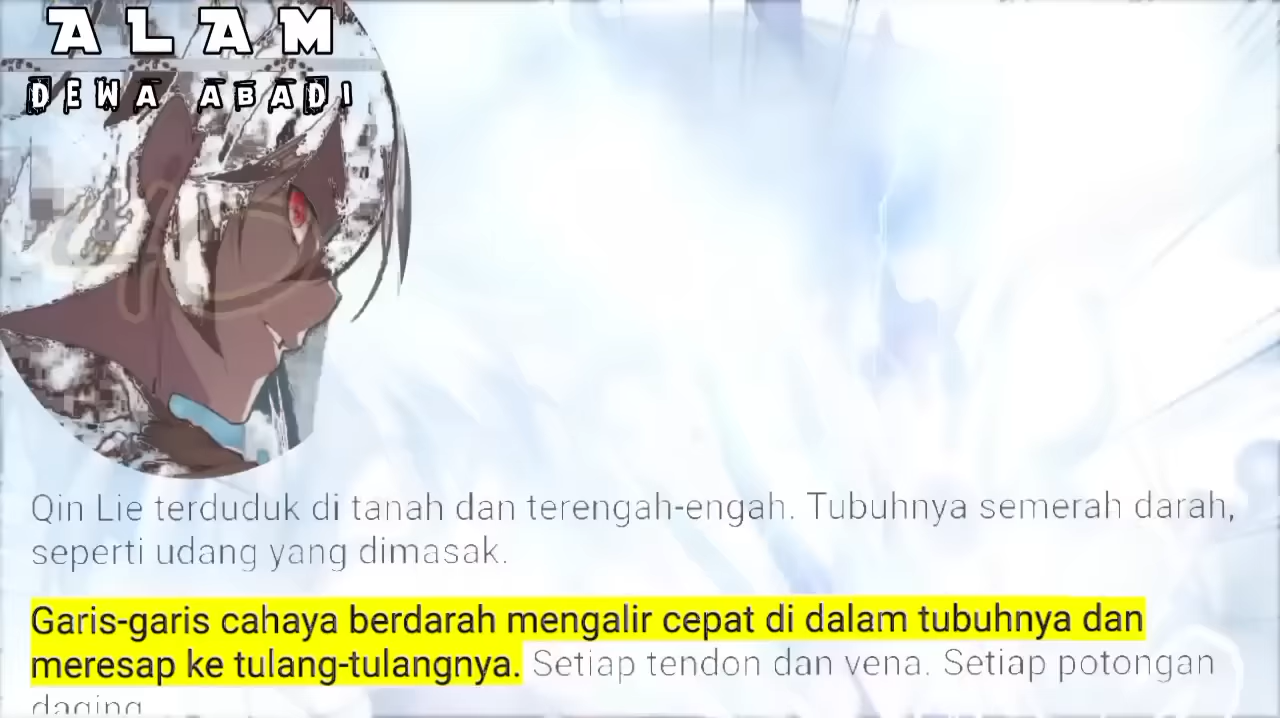 ALAM
DEWA ABADI
Qin Lie terduduk di tanah dan terengah-engah. Tubuhnya semerah darah,
seperti udang yang dimasak.
Garis-garis cahaya berdarah mengalir cepat di dalam tubuhnya dan
meresap ke tulang-tulangnya. Setiap tendon dan vena. Setiap potongan
daging